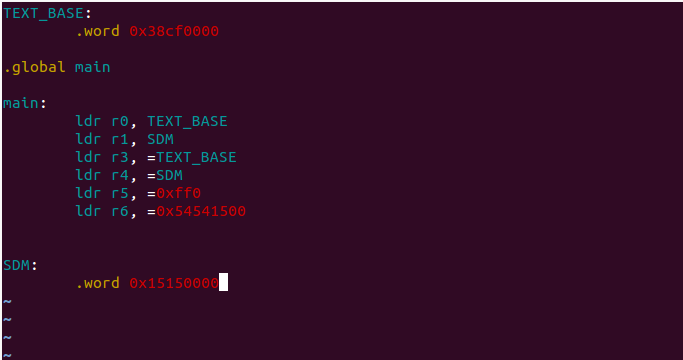 TEXT_BASE:
.word 0x38cf0000
.global main
main:
ldr r0, TEXT_BASE
ldr r1, SDM
ldr r3, =TEXT_BASE
ldr r4, =SDM
ldr r5, =0xff0
ldr r6, =0x54541500
SDM:
.word 0x15150000
~
~
~
~